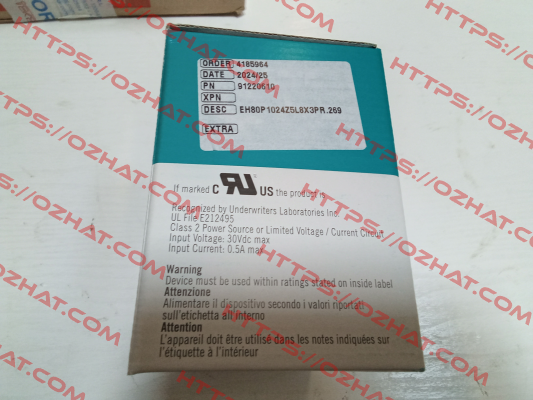 ORDER 4185964
DATE 2024/25
PN 91220610
XPN
DESC EH80P1024Z5L8X3PR.269
EXTRA
If marked C RU US the product is
Recognized by Underwriters Laboratories Inc.
UL File E212495
Class 2 Power Source or Limited Voltage / Current Circuit
Input Voltage: 30Vdc max
Input Current: 0.5A max
Warning
Device must be used within ratings stated on inside label
Attenzione
Alimentare il dispositivo secondo i valori riportati
sull'etichetta all'interno
Attention
L'appareil doit être utilisé dans les notes indiquées sur
l'étiquette à l'intérieur
HTTPS://OZHAT.COM